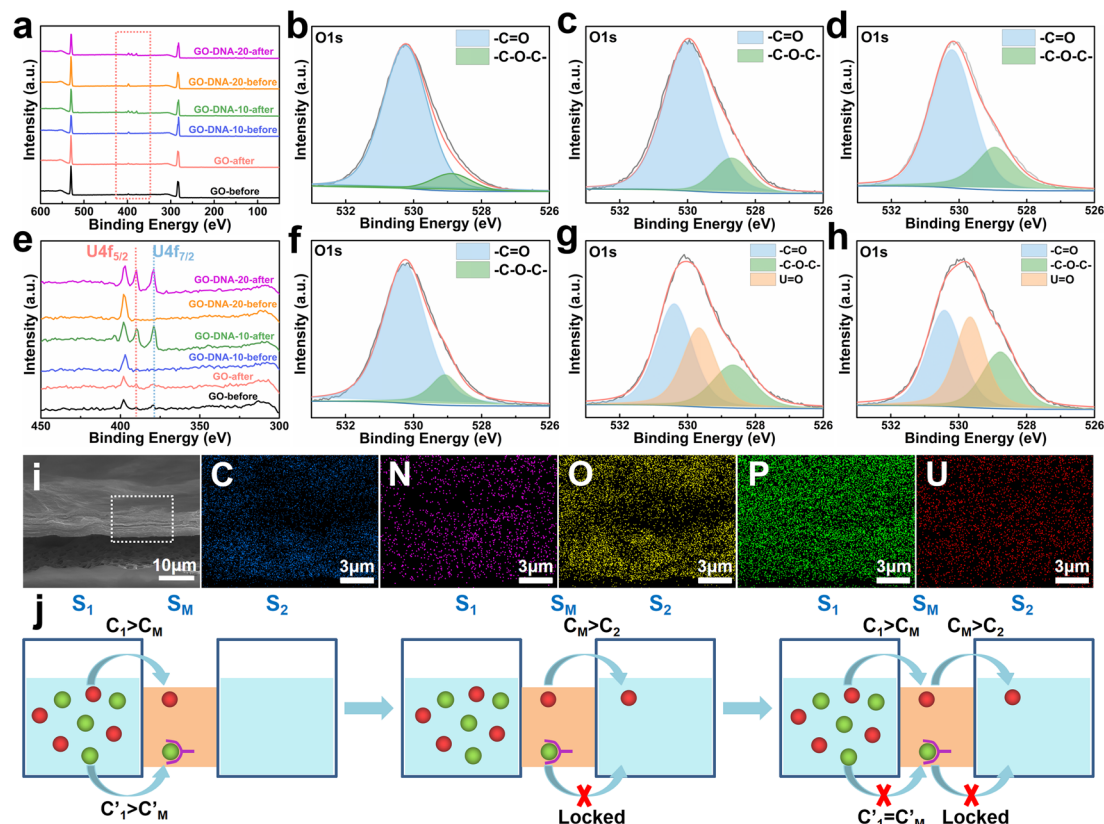 a
GO-DNA-20-after
GO-DNA-20-before
GO-DNA-10-after
GO-DNA-10-before
GO-after
GO-before
Intensity (a.u.)
600 500 400 300 200 100
Binding Energy (eV)
b
O1s
-C=O
-C-O-C-
Intensity (a.u.)
532 530 528 526
Binding Energy (eV)
c
O1s
-C=O
-C-O-C-
Intensity (a.u.)
532 530 528 526
Binding Energy (eV)
d
O1s
-C=O
-C-O-C-
Intensity (a.u.)
532 530 528 526
Binding Energy (eV)
e
U4f5/2 U4f7/2
GO-DNA-20-after
GO-DNA-20-before
GO-DNA-10-after
GO-DNA-10-before
GO-after
GO-before
Intensity (a.u.)
450 400 350 300
Binding Energy (eV)
f
O1s
-C=O
-C-O-C-
Intensity (a.u.)
532 530 528 526
Binding Energy (eV)
g
O1s
-C=O
-C-O-C-
U=O
Intensity (a.u.)
532 530 528 526
Binding Energy (eV)
h
O1s
-C=O
-C-O-C-
U=O
Intensity (a.u.)
532 530 528 526
Binding Energy (eV)
i
10μm
C
3μm
N
3μm
O
3μm
P
3μm
U
3μm
j
S1 SM S2
C1>CM
C'1>C'M
S1 SM S2
CM>C2
Locked
S1 SM S2
C1>CM CM>C2
C'1=C'M Locked